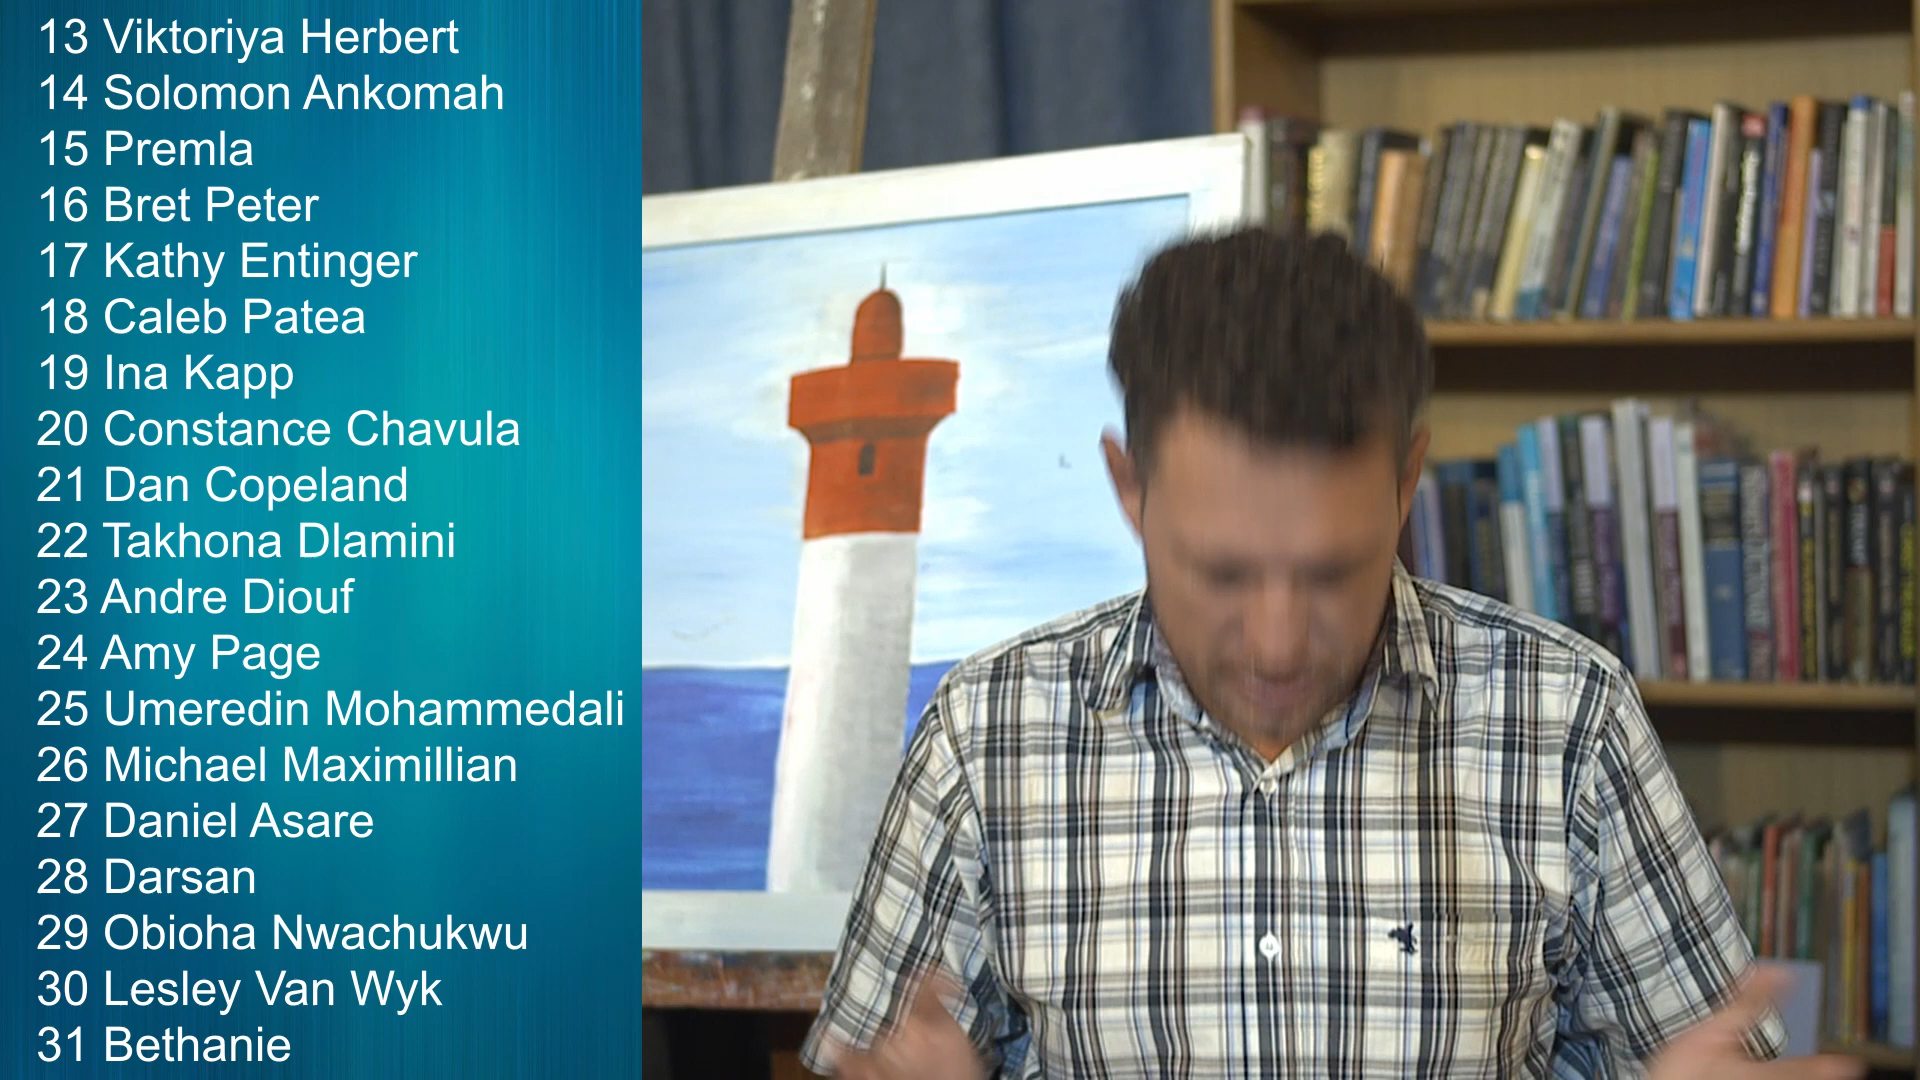 13 Viktoriya Herbert
14 Solomon Ankomah
15 Premla
16 Bret Peter
17 Kathy Entinger
18 Caleb Patea
19 Ina Kapp
20 Constance Chavula
21 Dan Copeland
22 Takhona Dlamini
23 Andre Diouf
24 Amy Page
25 Umeredin Mohammedali
26 Michael Maximillian
27 Daniel Asare
28 Darsan
29 Obioha Nwachukwu
30 Lesley Van Wyk
31 Bethanie